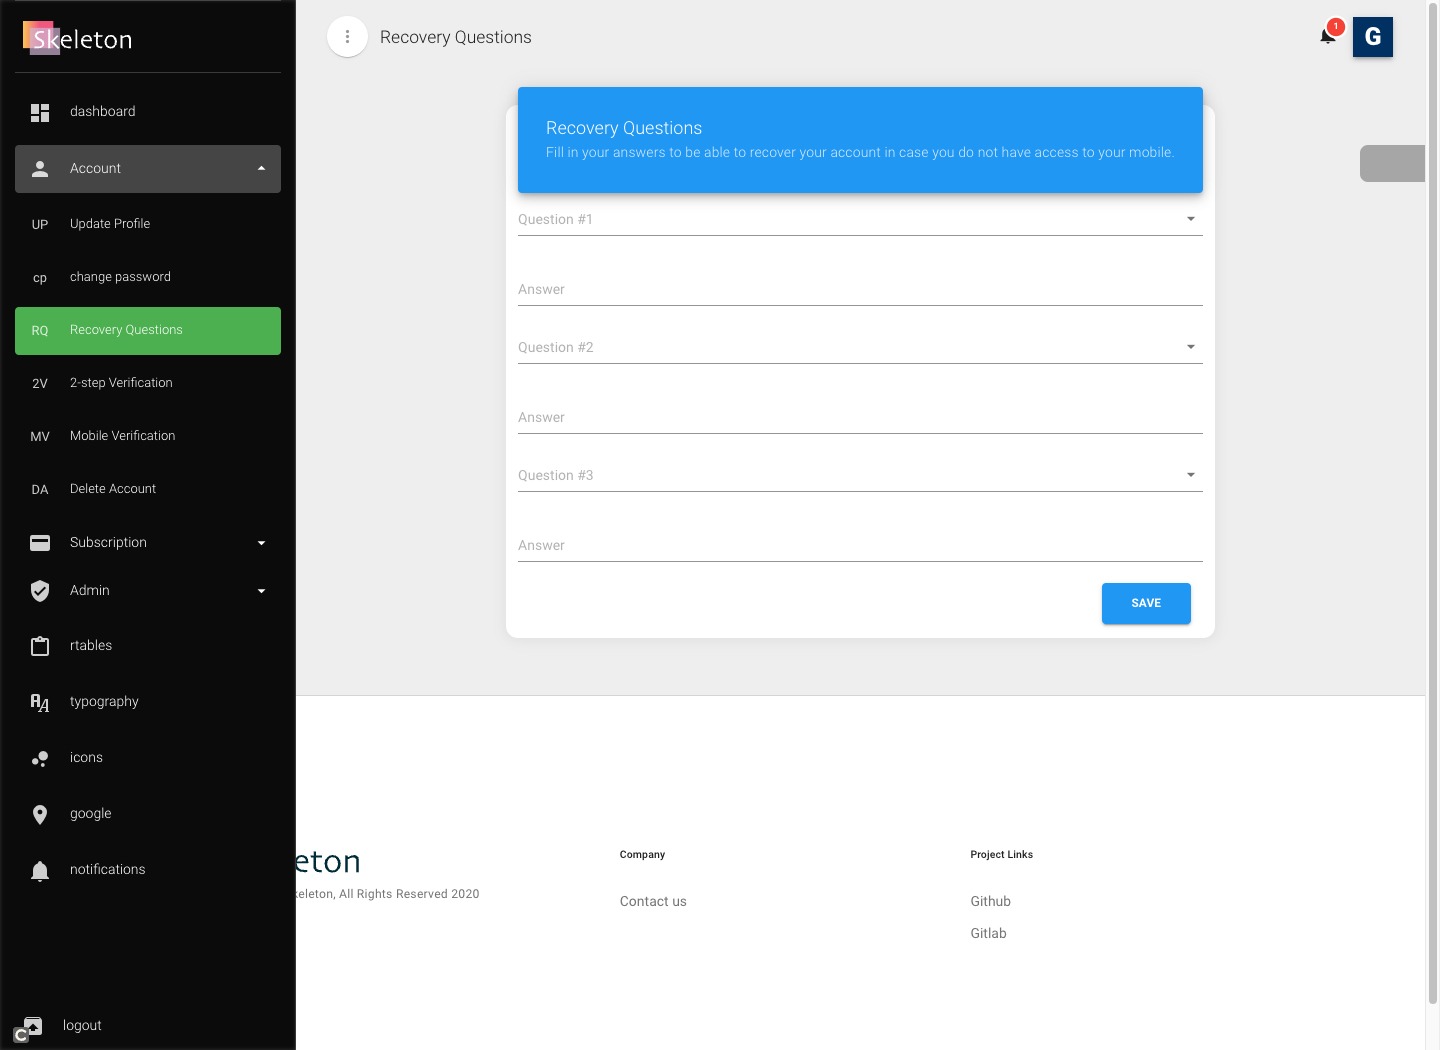 Skeleton
dashboard
Account
UP Update Profile
cp change password
RQ Recovery Questions
2V 2-step Verification
MV Mobile Verification
DA Delete Account
Subscription
Admin
rtables
typography
icons
google
notifications
logout
C
Recovery Questions
1
G
Recovery Questions
Fill in your answers to be able to recover your account in case you do not have access to your mobile.
Question #1
Answer
Question #2
Answer
Question #3
Answer
SAVE
eton
keleton, All Rights Reserved 2020
Company
Contact us
Project Links
Github
Gitlab